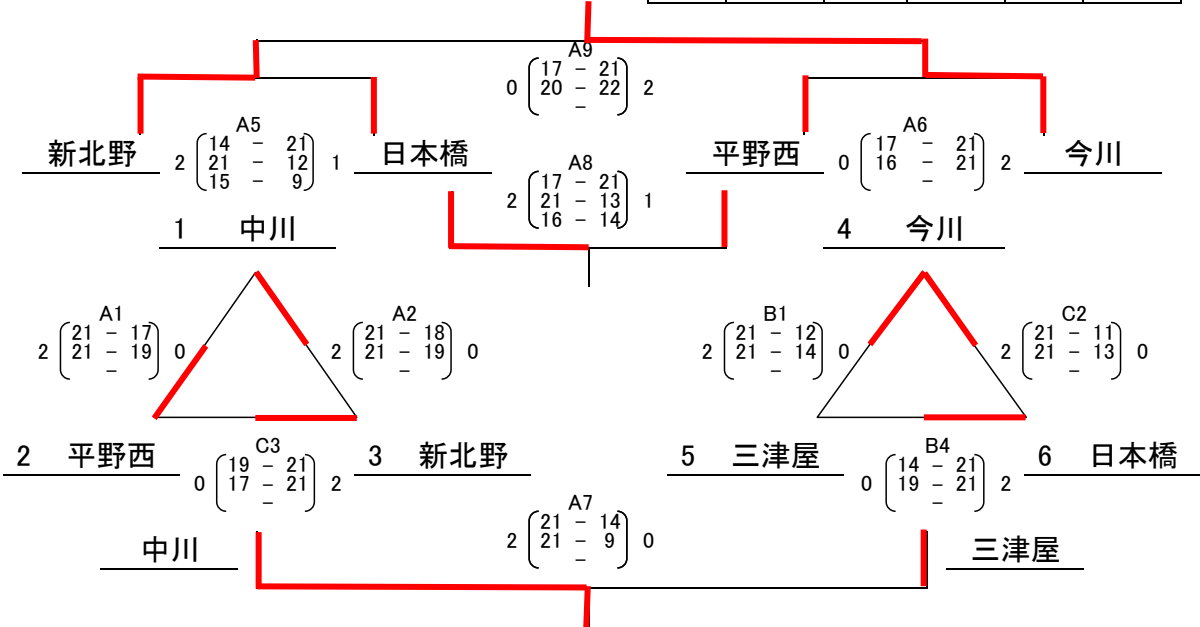 A9
17 - 21
0 20 - 22 2
-
A5
14 - 21
新北野 2 21 - 12 1 日本橋
15 - 9
A8
17 - 21
2 21 - 13 1
16 - 14
A6
17 - 21
平野西 0 16 - 21 2 今川
-
1 中川
4 今川
A1
21 - 17
2 21 - 19 0
-
A2
21 - 18
2 21 - 19 0
-
B1
21 - 12
2 21 - 14 0
-
C2
21 - 11
2 21 - 13 0
-
2 平野西
C3
19 - 21
0 17 - 21 2
-
3 新北野
5 三津屋
B4
14 - 21
0 19 - 21 2
-
6 日本橋
中川
A7
21 - 14
2 21 - 9 0
-
三津屋